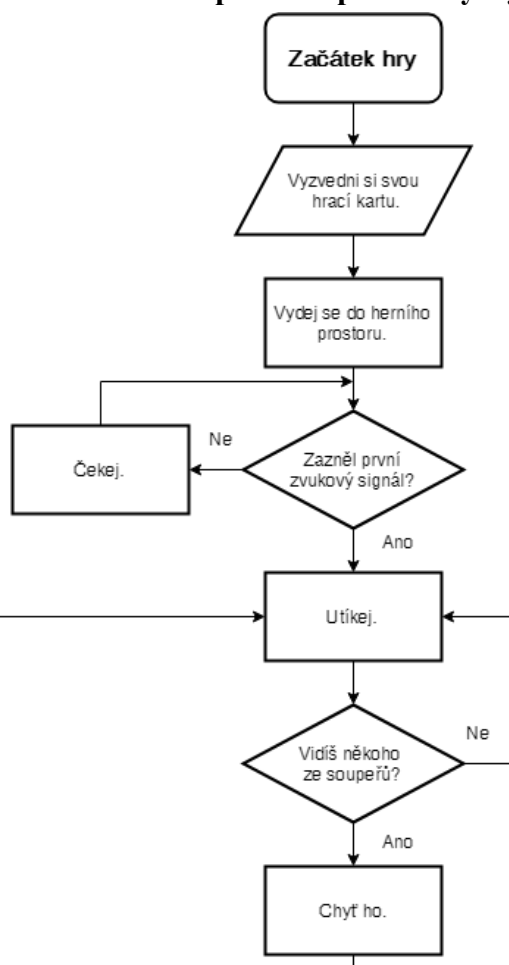 Začátek hry
Vyzvedni si svou
hrací kartu.
Vydej se do herního
prostoru.
Zazněl první
zvukový signál?
Ne
Čekej.
Ano
Utíkej.
Vidíš někoho
ze soupeřů?
Ne
Ano
Chyť ho.